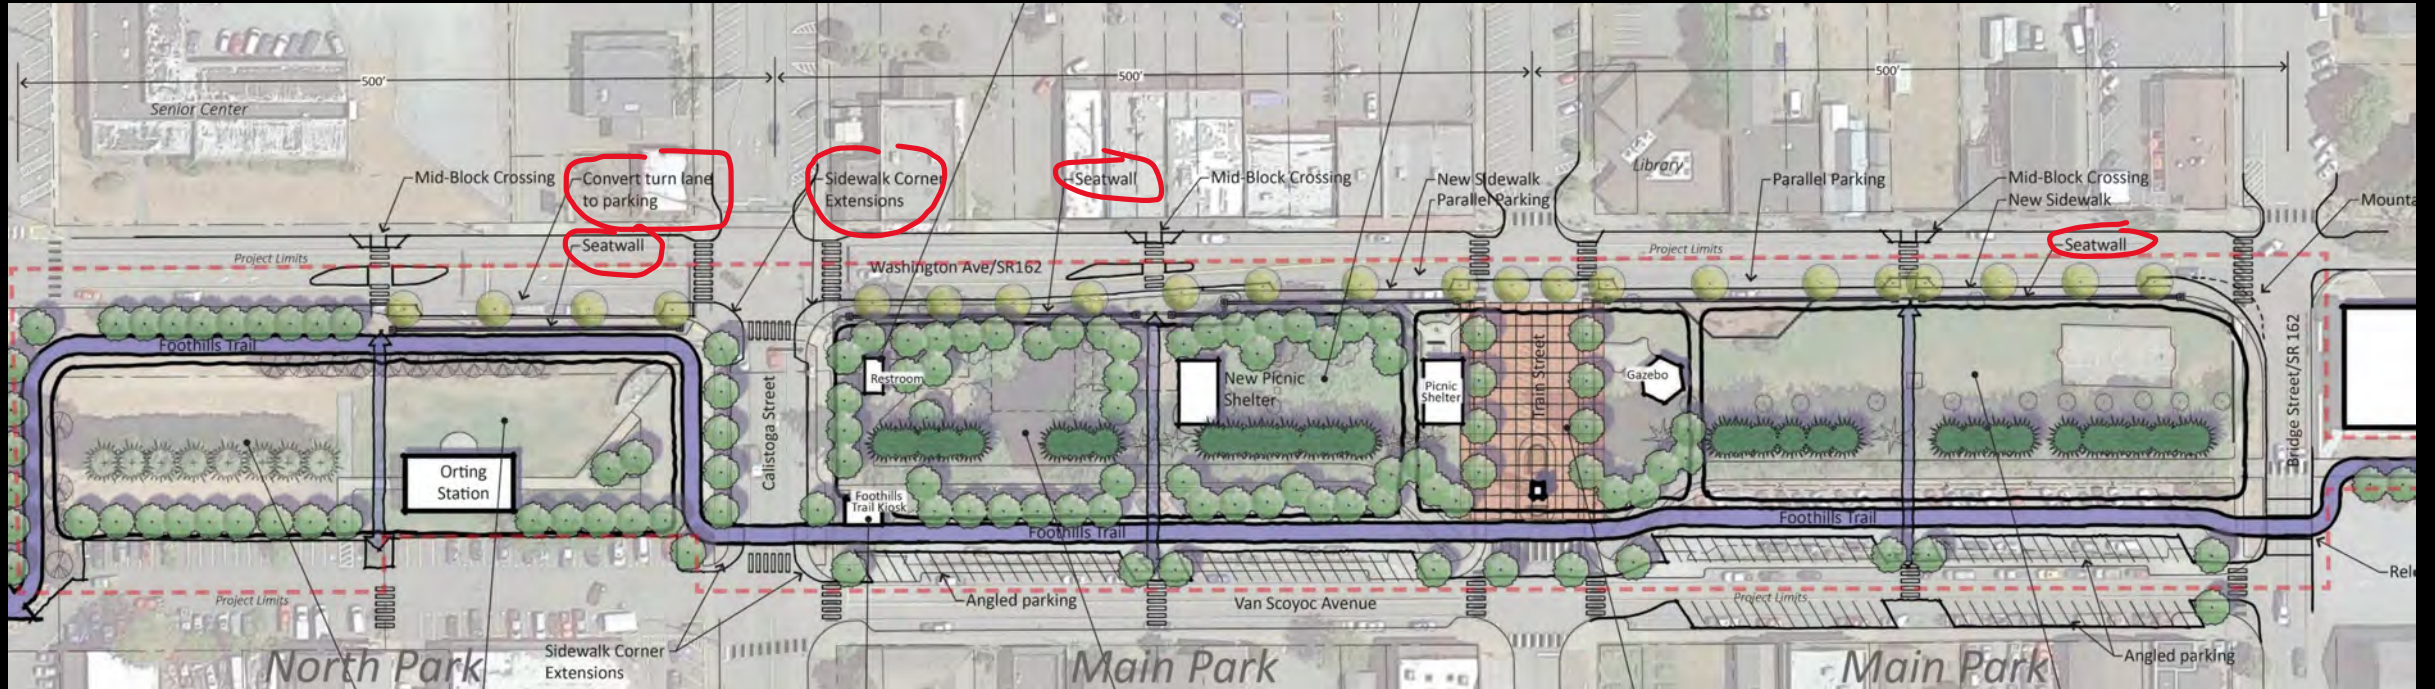 500'
500'
500'
Senior Center
Library
Mid-Block Crossing
Convert turn lane
to parking
Sidewalk Corner
Extensions
Seatwall
Mid-Block Crossing
New Sidewalk
Parallel Parking
Parallel Parking
Mid-Block Crossing
New Sidewalk
Seatwall
Seatwall
Project Limits
Washington Ave/SR162
Project Limits
Foothills Trail
Restroom
New Picnic
Shelter
Picnic
Shelter
Train Street
Gazebo
Calistoga Street
Bridge Street/SR 162
Orting
Station
Foothills
Trail Kiosk
Foothills Trail
Foothills Trail
Project Limits
Angled parking
Van Scoyoc Avenue
Project Limits
Sidewalk Corner
Extensions
North Park
Main Park
Main Park
Angled parking